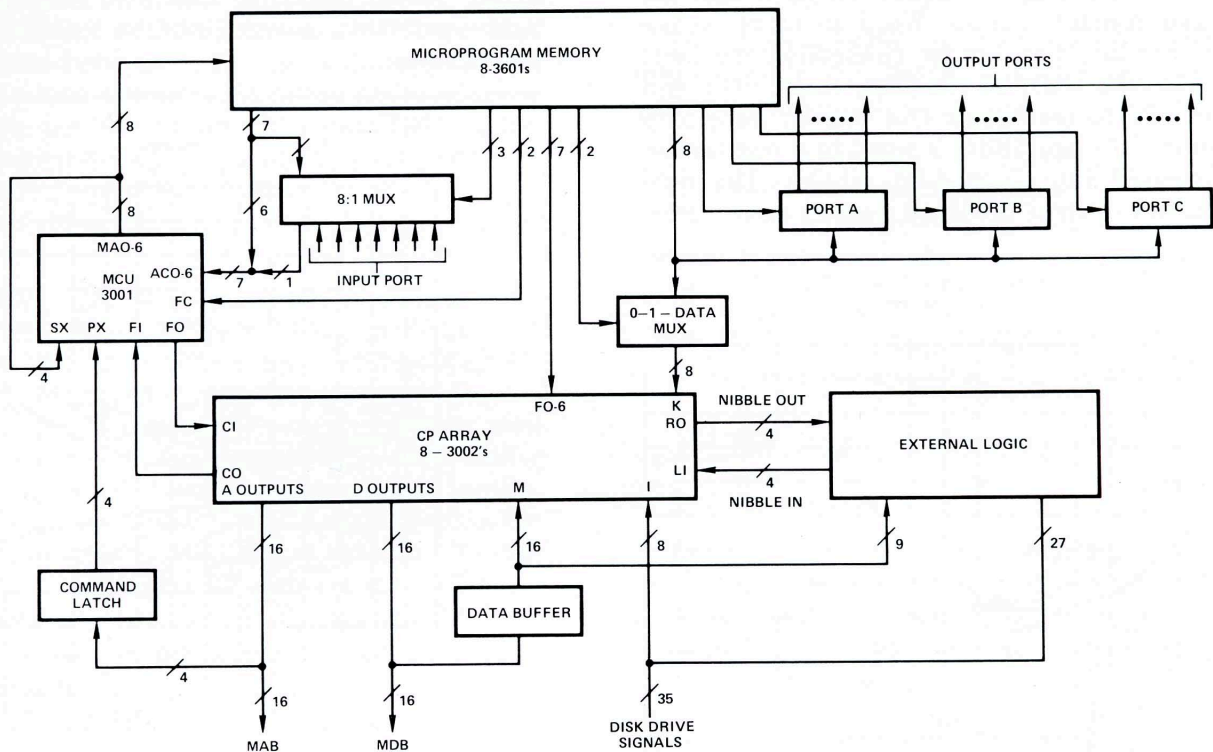 MICROPROGRAM MEMORY
8-3601s
OUTPUT PORTS
8
7
3
2
7
2
8
8:1 MUX
6
PORT A
PORT B
PORT C
8
MAO-6
MCU
3001
ACO-6
7
1
INPUT PORT
FC
SX PX FI FO
0–1 – DATA
MUX
4
8
FO-6
K
CI
RO
NIBBLE OUT
4
CP ARRAY
8 – 3002's
EXTERNAL LOGIC
CO
LI
4
NIBBLE IN
A OUTPUTS
D OUTPUTS
M
I
4
16
16
16
8
9
27
COMMAND
LATCH
DATA BUFFER
4
16
16
35
MAB
MDB
DISK DRIVE
SIGNALS